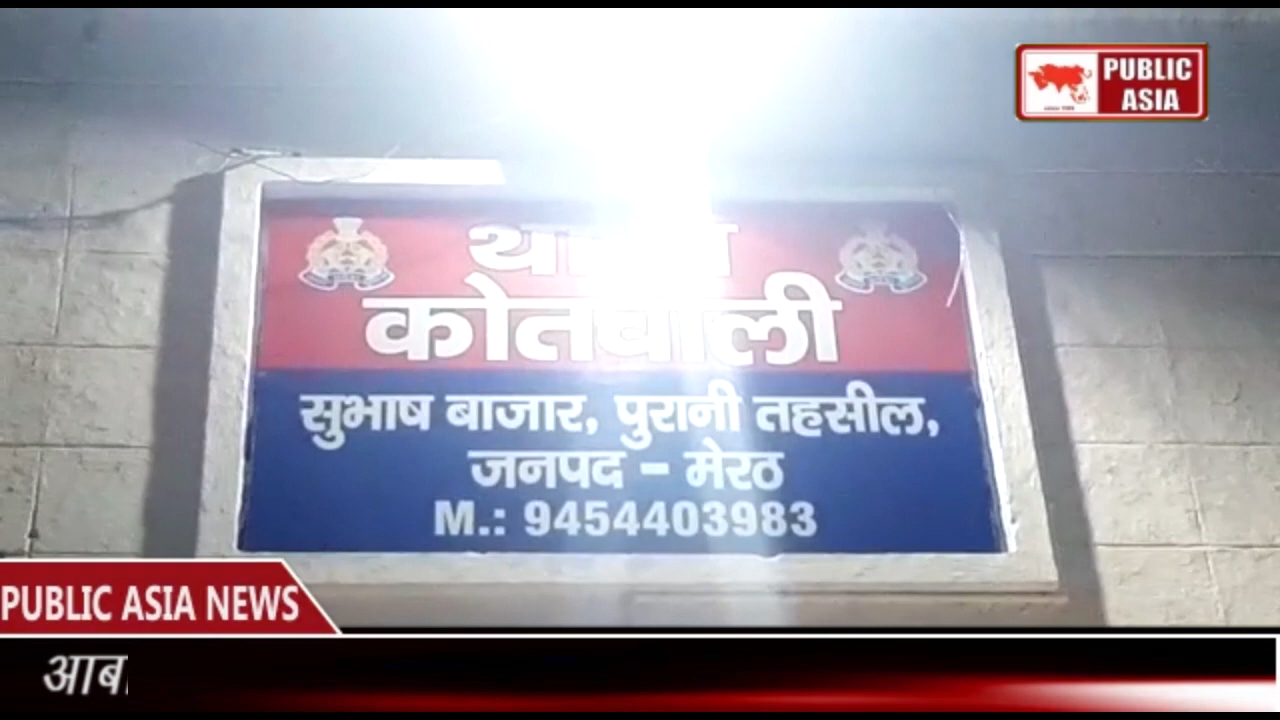 PUBLIC
ASIA
थाना
कोतवाली
सुभाष बाजार, पुरानी तहसील,
जनपद - मेरठ
M.: 9454403983
PUBLIC ASIA NEWS